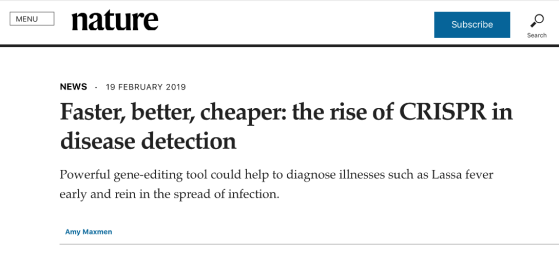 MENU
nature
Subscribe
Search
NEWS · 19 FEBRUARY 2019
Faster, better, cheaper: the rise of CRISPR in
disease detection
Powerful gene-editing tool could help to diagnose illnesses such as Lassa fever
early and rein in the spread of infection.
Amy Maxmen